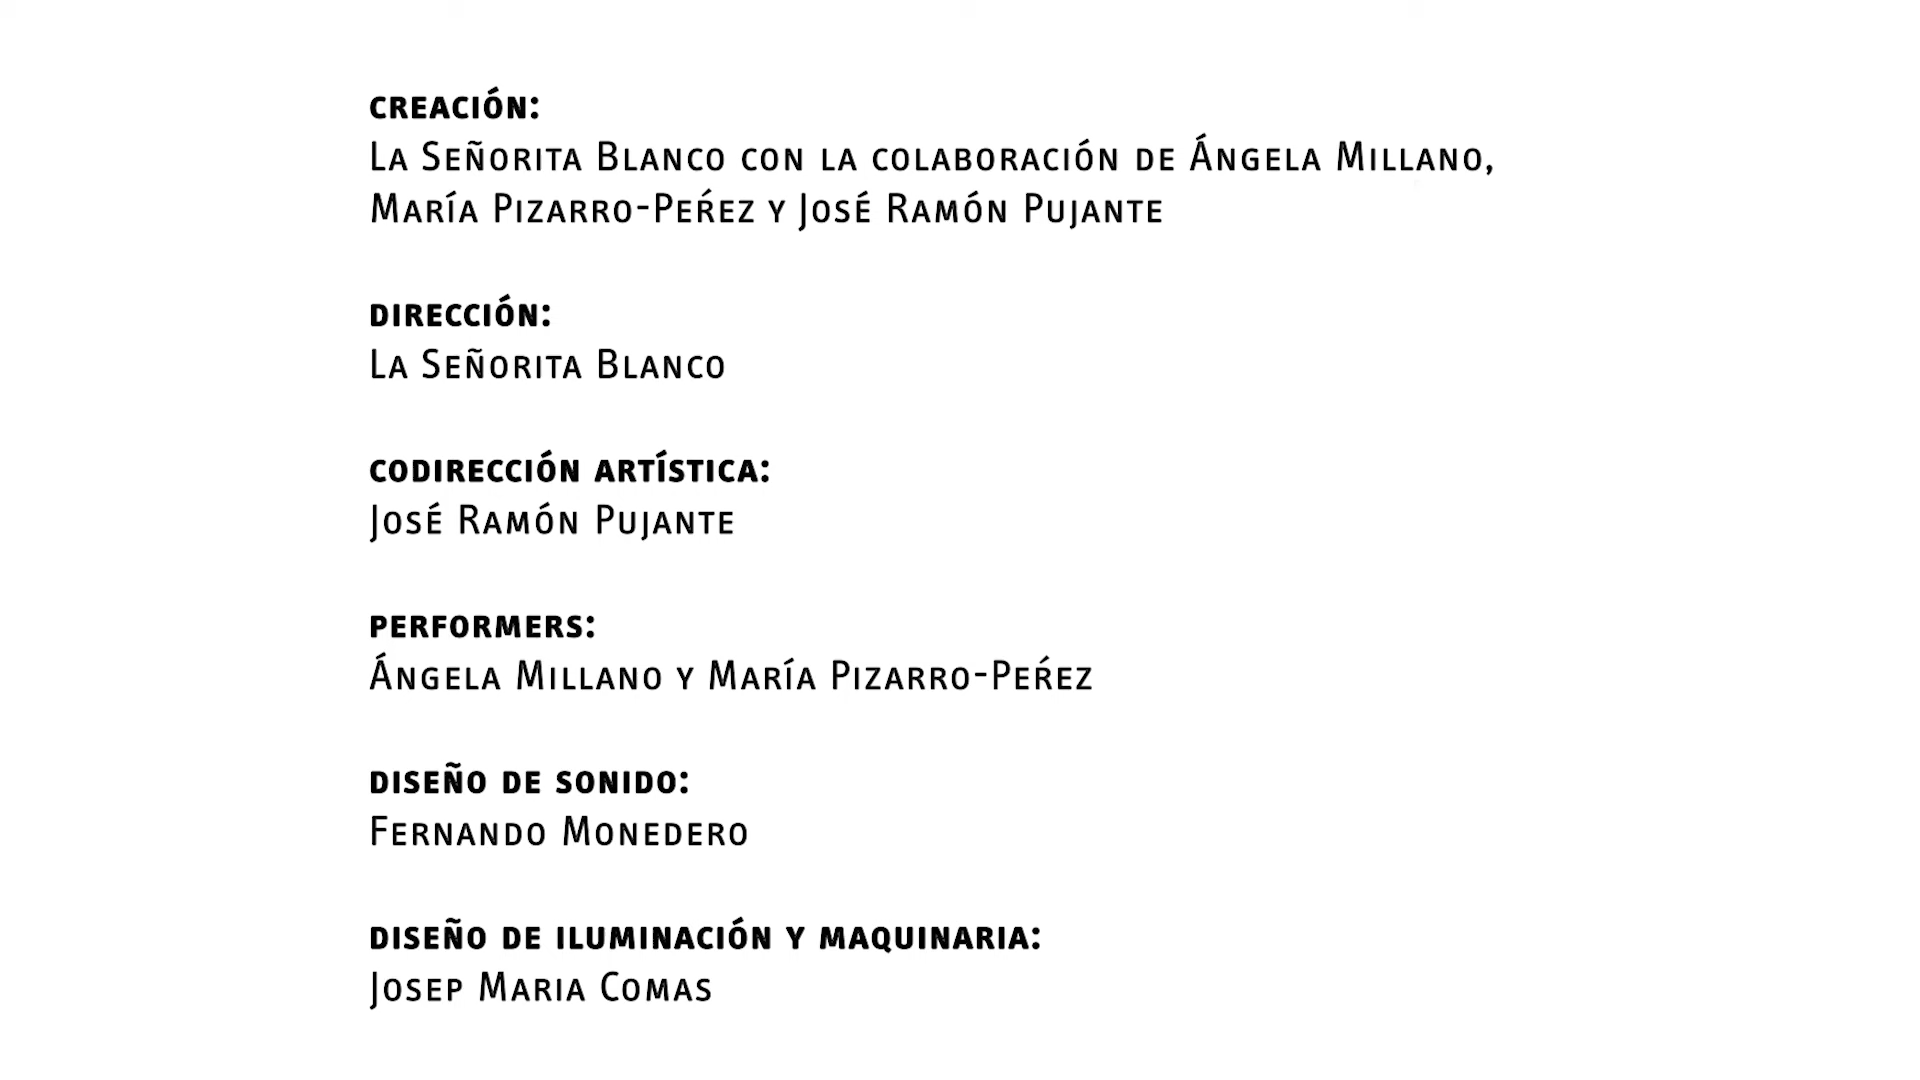 CREACIÓN:
LA SEÑORITA BLANCO CON LA COLABORACIÓN DE ÁNGELA MILLANO,
MARÍA PIZARRO-PEŔEZ Y JOSÉ RAMÓN PUJANTE
DIRECCIÓN:
LA SEÑORITA BLANCO
CODIRECCIÓN ARTÍSTICA:
JOSÉ RAMÓN PUJANTE
PERFORMERS:
ÁNGELA MILLANO Y MARÍA PIZARRO-PEŔEZ
DISEÑO DE SONIDO:
FERNANDO MONEDERO
DISEÑO DE ILUMINACIÓN Y MAQUINARIA:
JOSEP MARIA COMAS